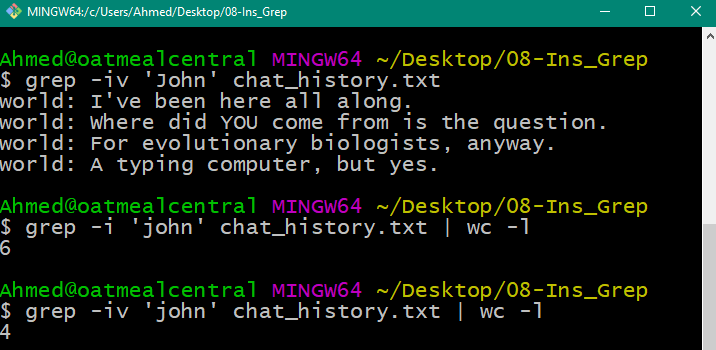 MINGW64:/c/Users/Ahmed/Desktop/08-Ins_Grep
Ahmed@oatmealcentral MINGW64 ~/Desktop/08-Ins_Grep
$ grep -iv 'John' chat_history.txt
world: I've been here all along.
world: Where did YOU come from is the question.
world: For evolutionary biologists, anyway.
world: A typing computer, but yes.
Ahmed@oatmealcentral MINGW64 ~/Desktop/08-Ins_Grep
$ grep -i 'john' chat_history.txt | wc -l
6
Ahmed@oatmealcentral MINGW64 ~/Desktop/08-Ins_Grep
$ grep -iv 'john' chat_history.txt | wc -l
4